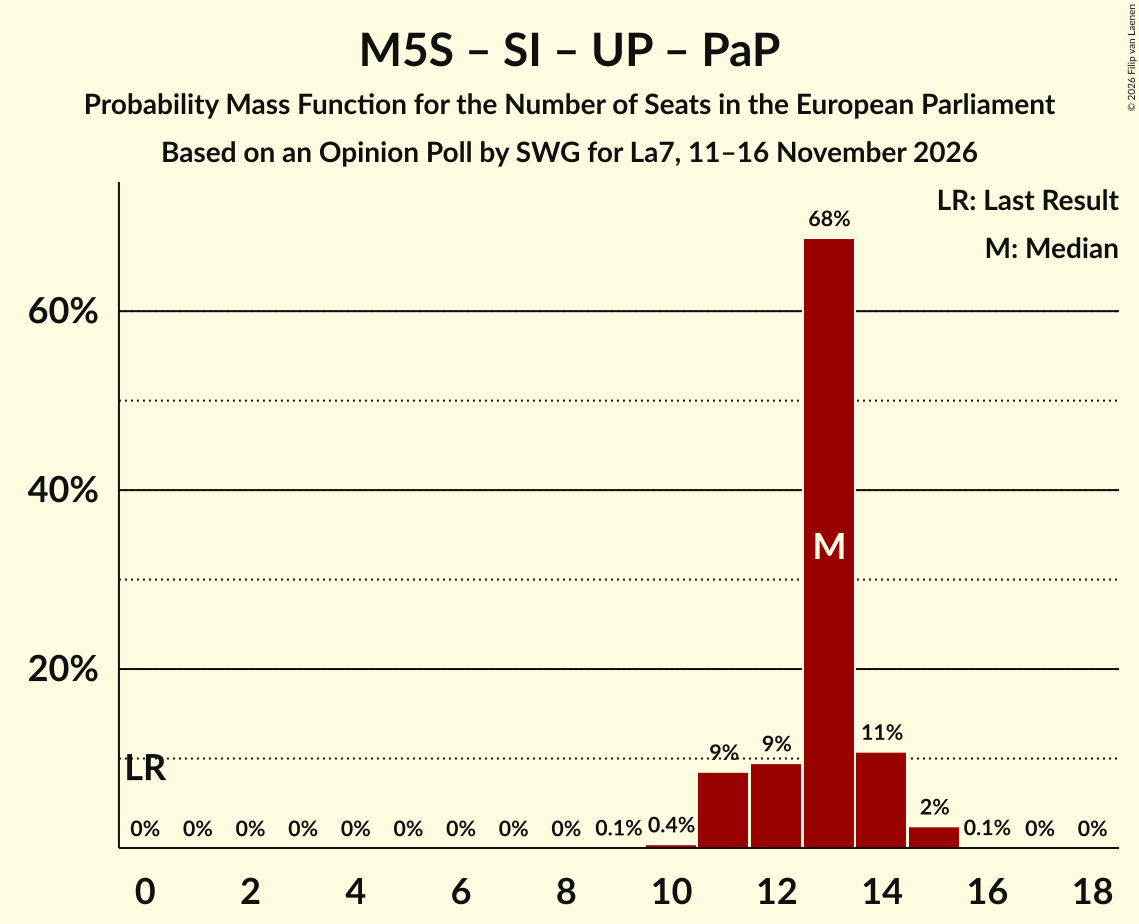 M5S – SI – UP – PaP
Probability Mass Function for the Number of Seats in the European Parliament
Based on an Opinion Poll by SWG for La7, 11–16 November 2026
© 2026 Filip van Laenen
LR: Last Result
M: Median
60%
40%
20%
68%
M
LR
0% 0% 0% 0% 0% 0% 0% 0% 0% 0.1% 0.4% 9% 9% 11% 2% 0.1% 0% 0%
0 2 4 6 8 10 12 14 16 18